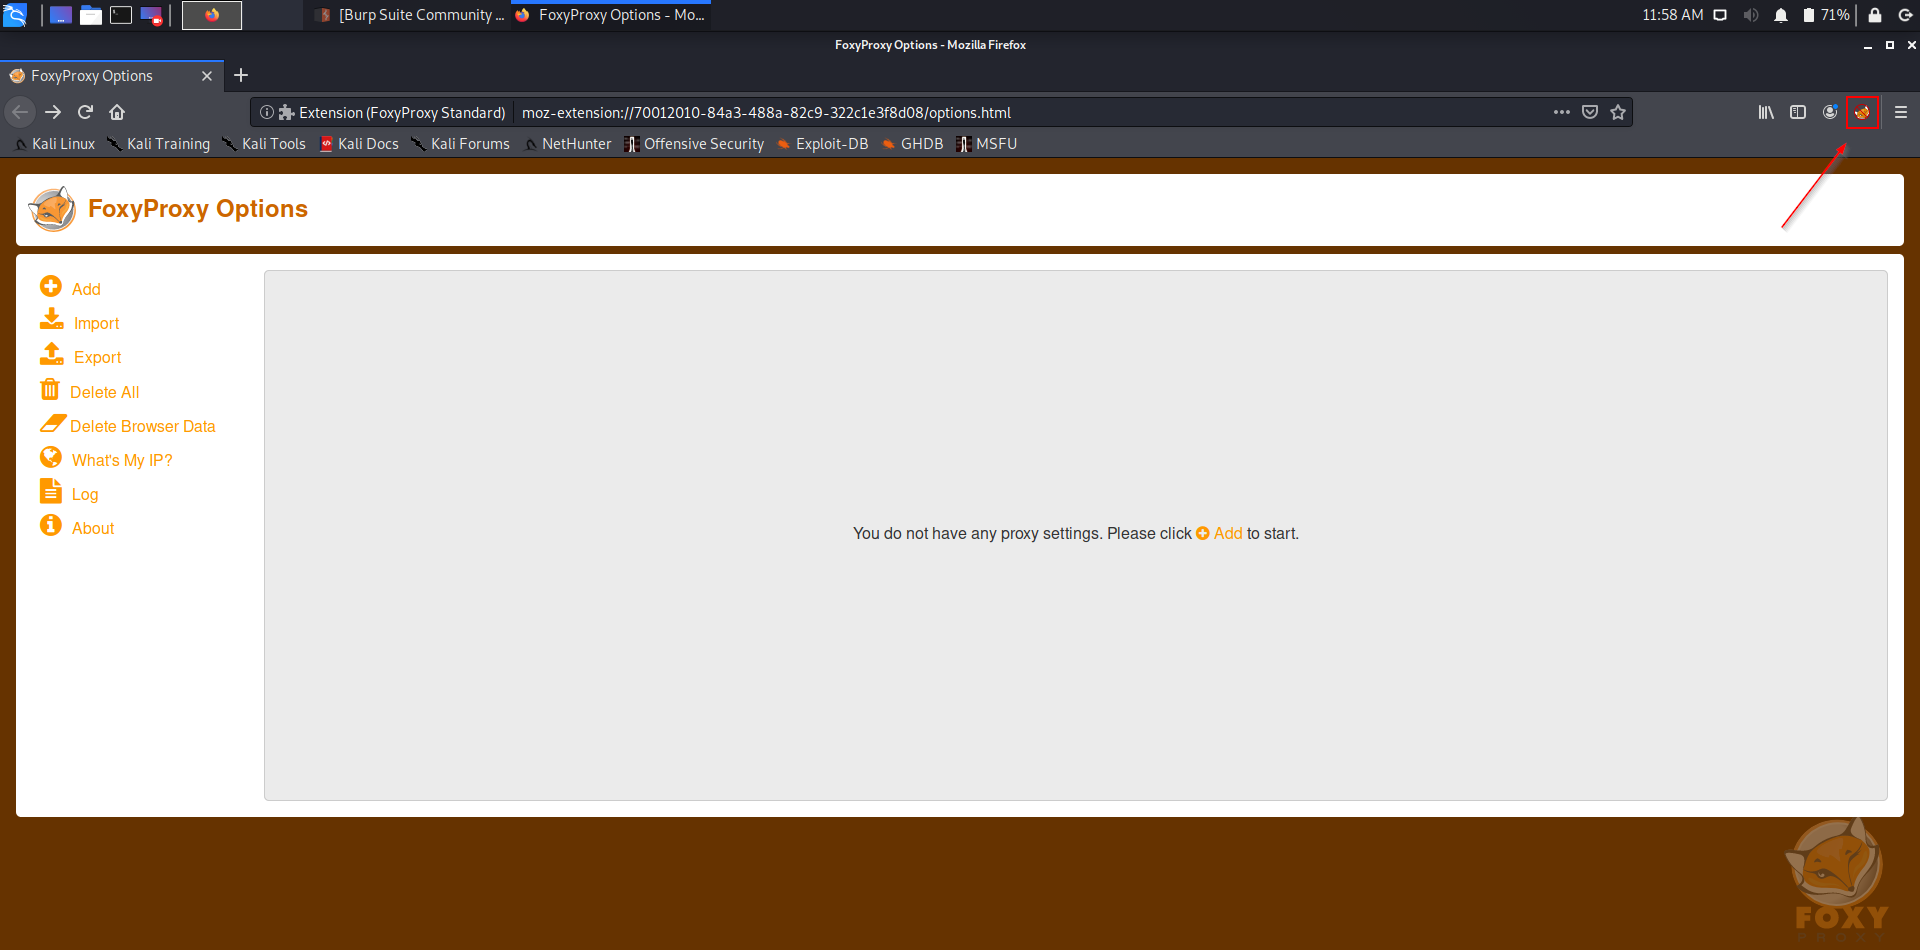 [Burp Suite Community ... FoxyProxy Options - Mo... 11:58 AM 71%
FoxyProxy Options - Mozilla Firefox
FoxyProxy Options
Extension (FoxyProxy Standard) moz-extension://70012010-84a3-488a-82c9-322c1e3f8d08/options.html
Kali Linux Kali Training Kali Tools Kali Docs Kali Forums NetHunter Offensive Security Exploit-DB GHDB MSFU
FoxyProxy Options
Add
Import
Export
Delete All
Delete Browser Data
What's My IP?
Log
About
You do not have any proxy settings. Please click Add to start.
FOXY
PROXY